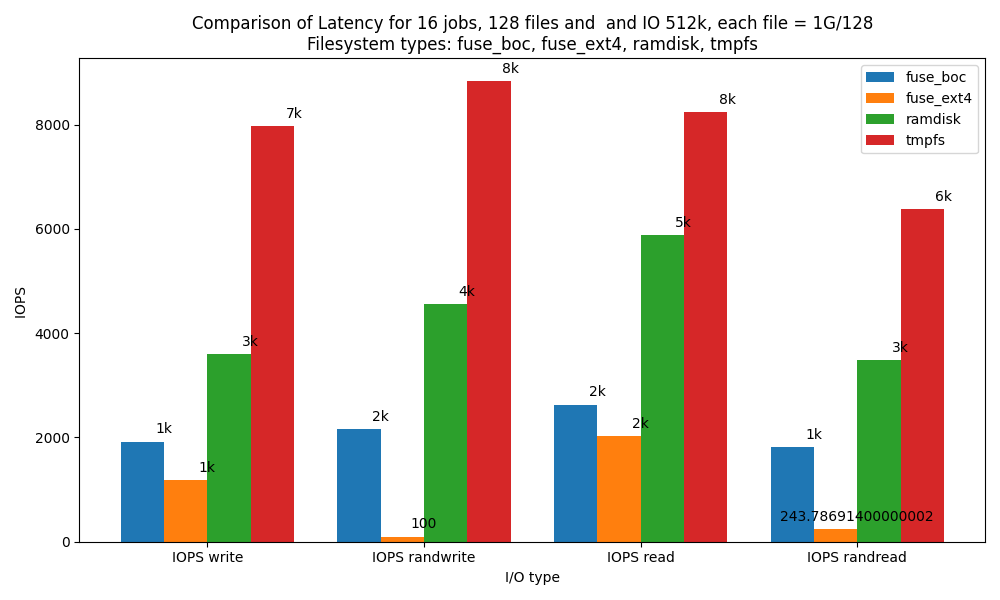 Comparison of Latency for 16 jobs, 128 files and  and IO 512k, each file = 1G/128
Filesystem types: fuse_boc, fuse_ext4, ramdisk, tmpfs
fuse_boc
fuse_ext4
ramdisk
tmpfs
IOPS
8000
6000
4000
2000
0
1k
1k
3k
7k
2k
100
4k
8k
2k
2k
5k
8k
1k
243.78691400000002
3k
6k
IOPS write
IOPS randwrite
IOPS read
IOPS randread
I/O type